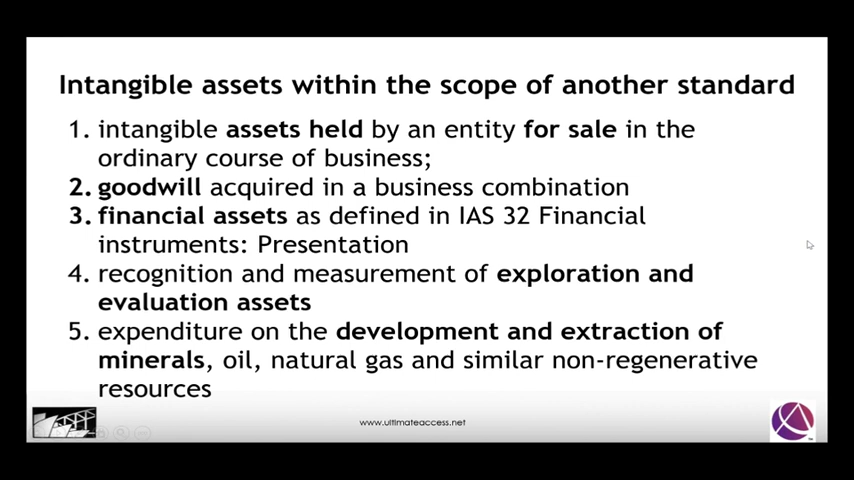 Intangible assets within the scope of another standard
1. intangible assets held by an entity for sale in the
ordinary course of business;
2. goodwill acquired in a business combination
3. financial assets as defined in IAS 32 Financial
instruments: Presentation
4. recognition and measurement of exploration and
evaluation assets
5. expenditure on the development and extraction of
minerals, oil, natural gas and similar non-regenerative
resources
www.ultimateaccess.net